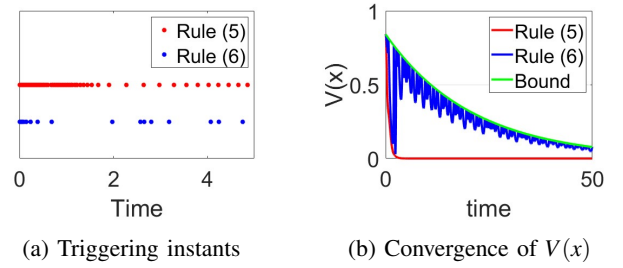 Rule (5)
Rule (6)
0
2
4
Time
(a) Triggering instants
1
0.5
0
V(x)
Rule (5)
Rule (6)
Bound
0
50
time
(b) Convergence of V(x)